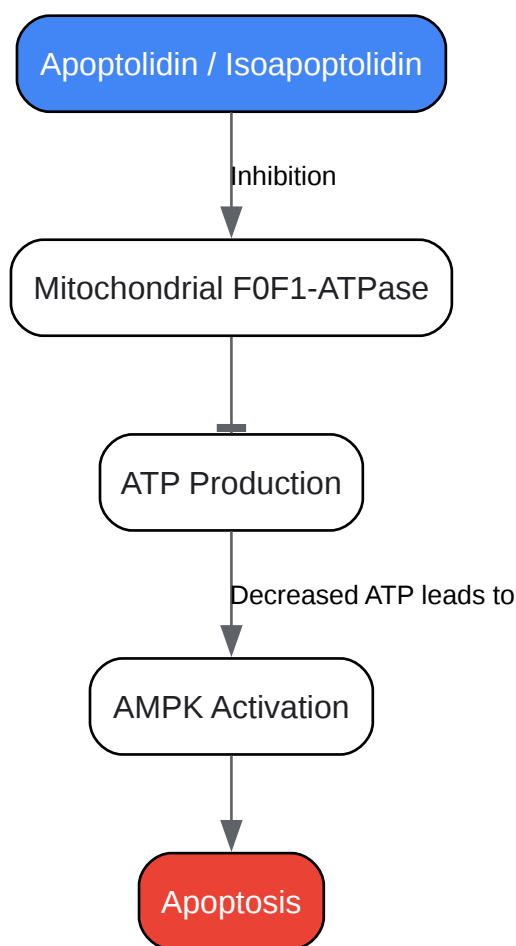 Apoptolidin / Isoapoptolidin
Inhibition
Mitochondrial F0F1-ATPase
ATP Production
Decreased ATP leads to
AMPK Activation
Apoptosis